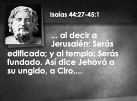 Isaías 44:27-45:1
... al decir a
Jerusalén: Serás
edificada; y al templo: Serás
fundado. Así dice Jehová a
su ungido, a Ciro,...